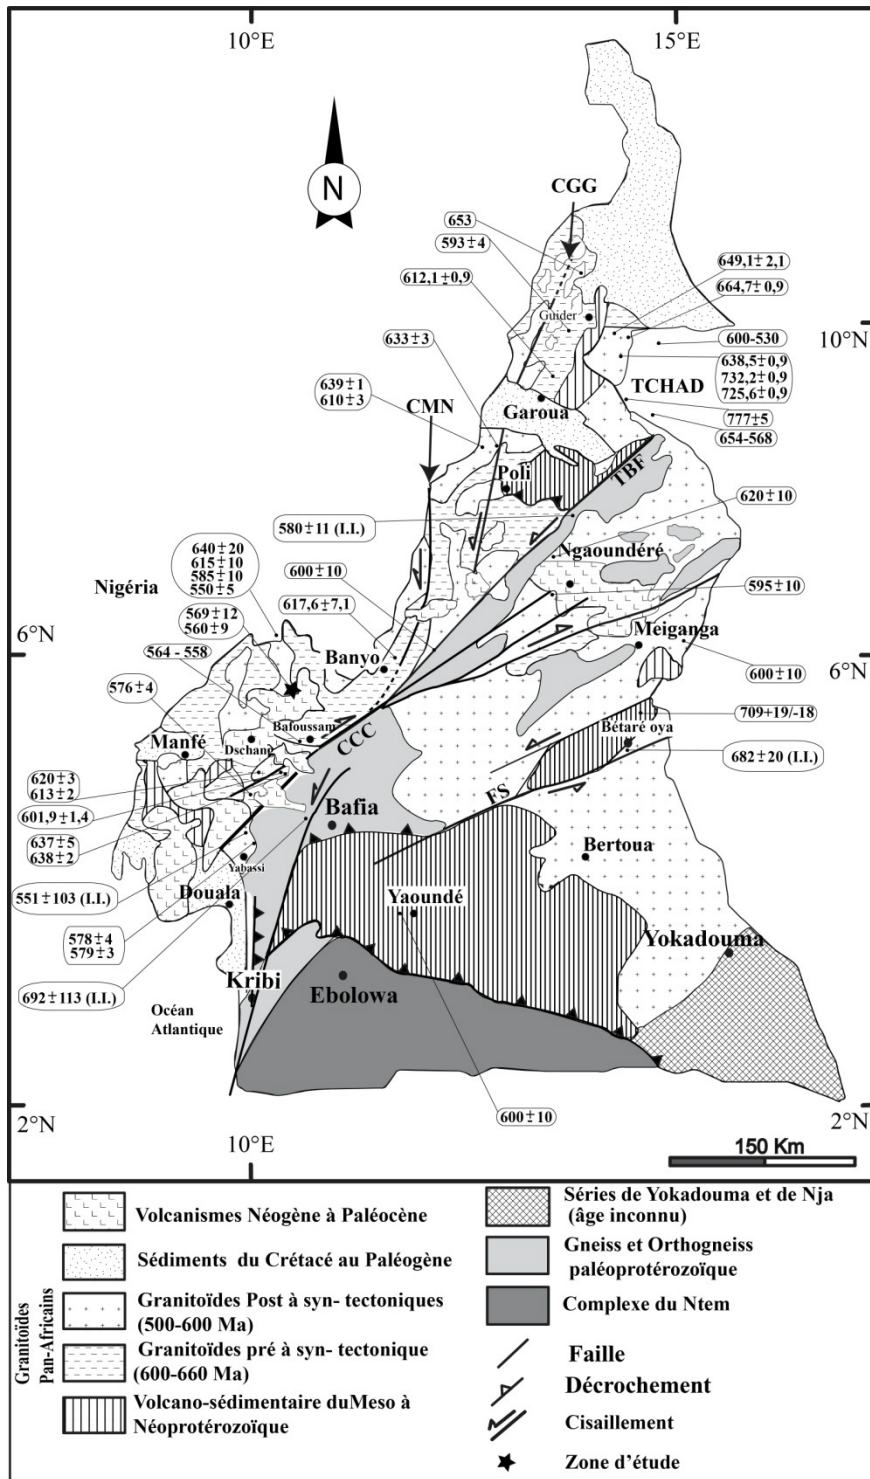 10°E
15°E
N
CGG
653
593±4
612,1±0,9
649,1±2,1
664,7±0,9
Guider
10°N
600-530
633±3
638,5±0,9
732,2±0,9
725,6±0,9
TCHAD
639±1
610±3
CMN
Garoua
777±5
654-568
TBF
Poli
620±10
580±11 (I.I.)
Ngaoundéré
640±20
615±10
585±10
550±5
600±10
595±10
Nigéria
617,6±7,1
569±12
560±9
6°N
Meiganga
6°N
564 - 558
Banyo
600±10
576±4
709+19/-18
Bafoussam
Bétaré oya
Manfé
Dschang
CCC
682±20 (I.I.)
620±3
613±2
FS
601,9±1,4
Bafia
637±5
638±2
Bertoua
Yabassi
551±103 (I.I.)
Douala
Yaoundé
578±4
579±3
Yokadouma
Kribi
Ebolowa
692±113 (I.I.)
Océan
Atlantique
600±10
2°N
2°N
10°E
150 Km
Volcanismes Néogène à Paléocène
Sédiments du Crétacé au Paléogène
Granitoïdes
Pan-Africains
Granitoïdes Post à syn- tectoniques
(500-600 Ma)
Granitoïdes pré à syn- tectonique
(600-660 Ma)
Volcano-sédimentaire duMeso à
Néoprotérozoïque
Séries de Yokadouma et de Nja
(âge inconnu)
Gneiss et Orthogneiss
paléoprotérozoïque
Complexe du Ntem
Faille
Décrochement
Cisaillement
Zone d'étude